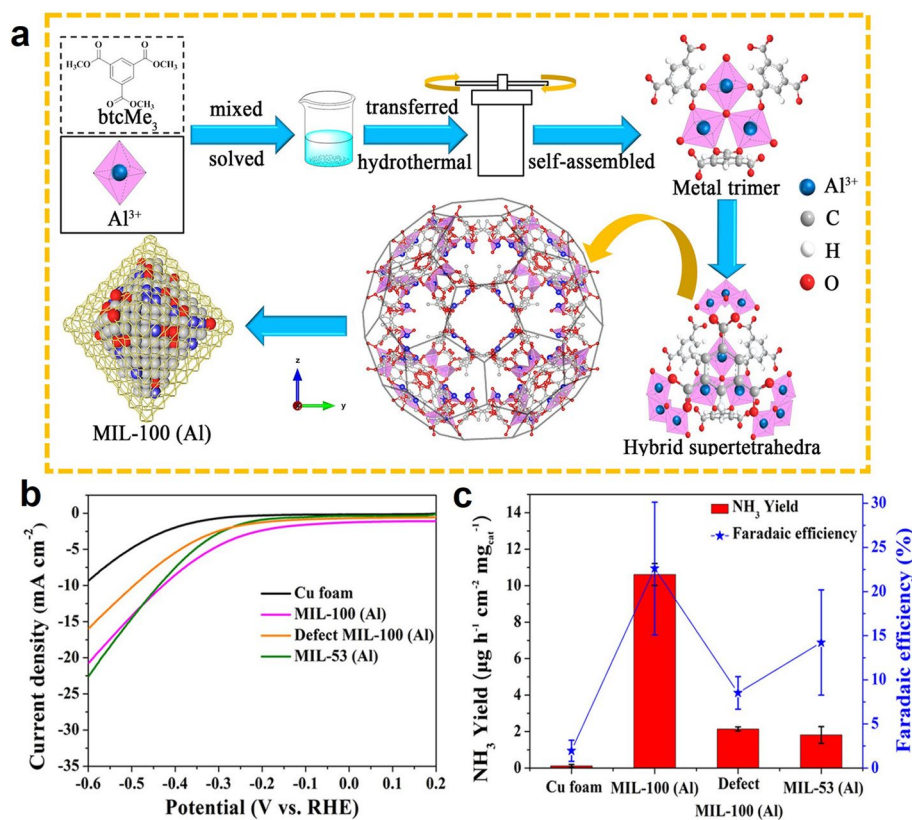 a
O
OCH₃
H₃CO
O
O
OCH₃
btcMe₃
Al³⁺
mixed
solved
transferred
hydrothermal
self-assembled
Metal trimer
Al³⁺
C
H
O
MIL-100 (Al)
z
y
Hybrid supertetrahedra
b
Current density (mA cm⁻²)
0
-5
-10
-15
-20
-25
-30
-35
Cu foam
MIL-100 (Al)
Defect MIL-100 (Al)
MIL-53 (Al)
-0.6
-0.5
-0.4
-0.3
-0.2
-0.1
0.0
0.1
0.2
Potential (V vs. RHE)
c
NH₃ Yield (µg h⁻¹ cm⁻² mg_cat⁻¹)
14
12
10
8
6
4
2
0
NH₃ Yield
Faradaic efficiency
30
25
20
15
10
5
0
Faradaic efficiency (%)
Cu foam
MIL-100 (Al)
Defect
MIL-100 (Al)
MIL-53 (Al)